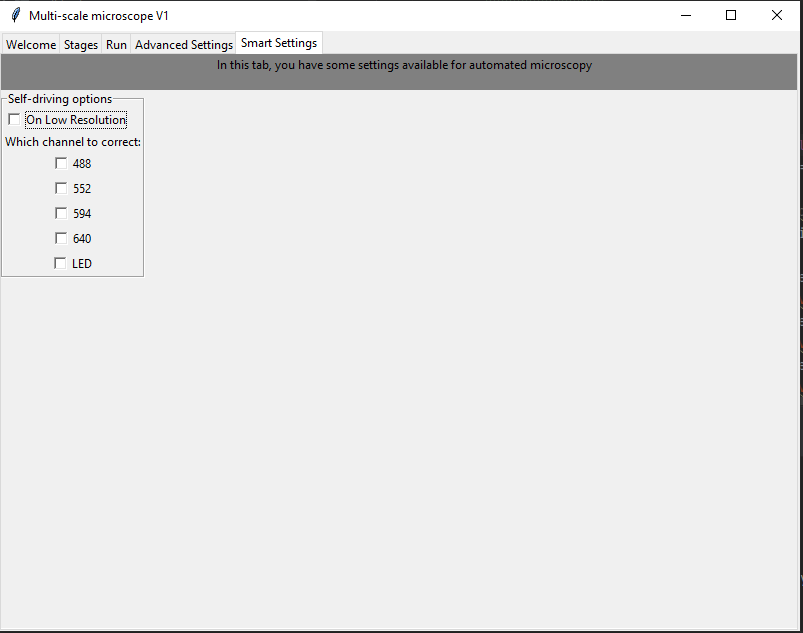 Multi-scale microscope V1
Welcome Stages Run Advanced Settings Smart Settings
In this tab, you have some settings available for automated microscopy
Self-driving options
On Low Resolution
Which channel to correct:
488
552
594
640
LED